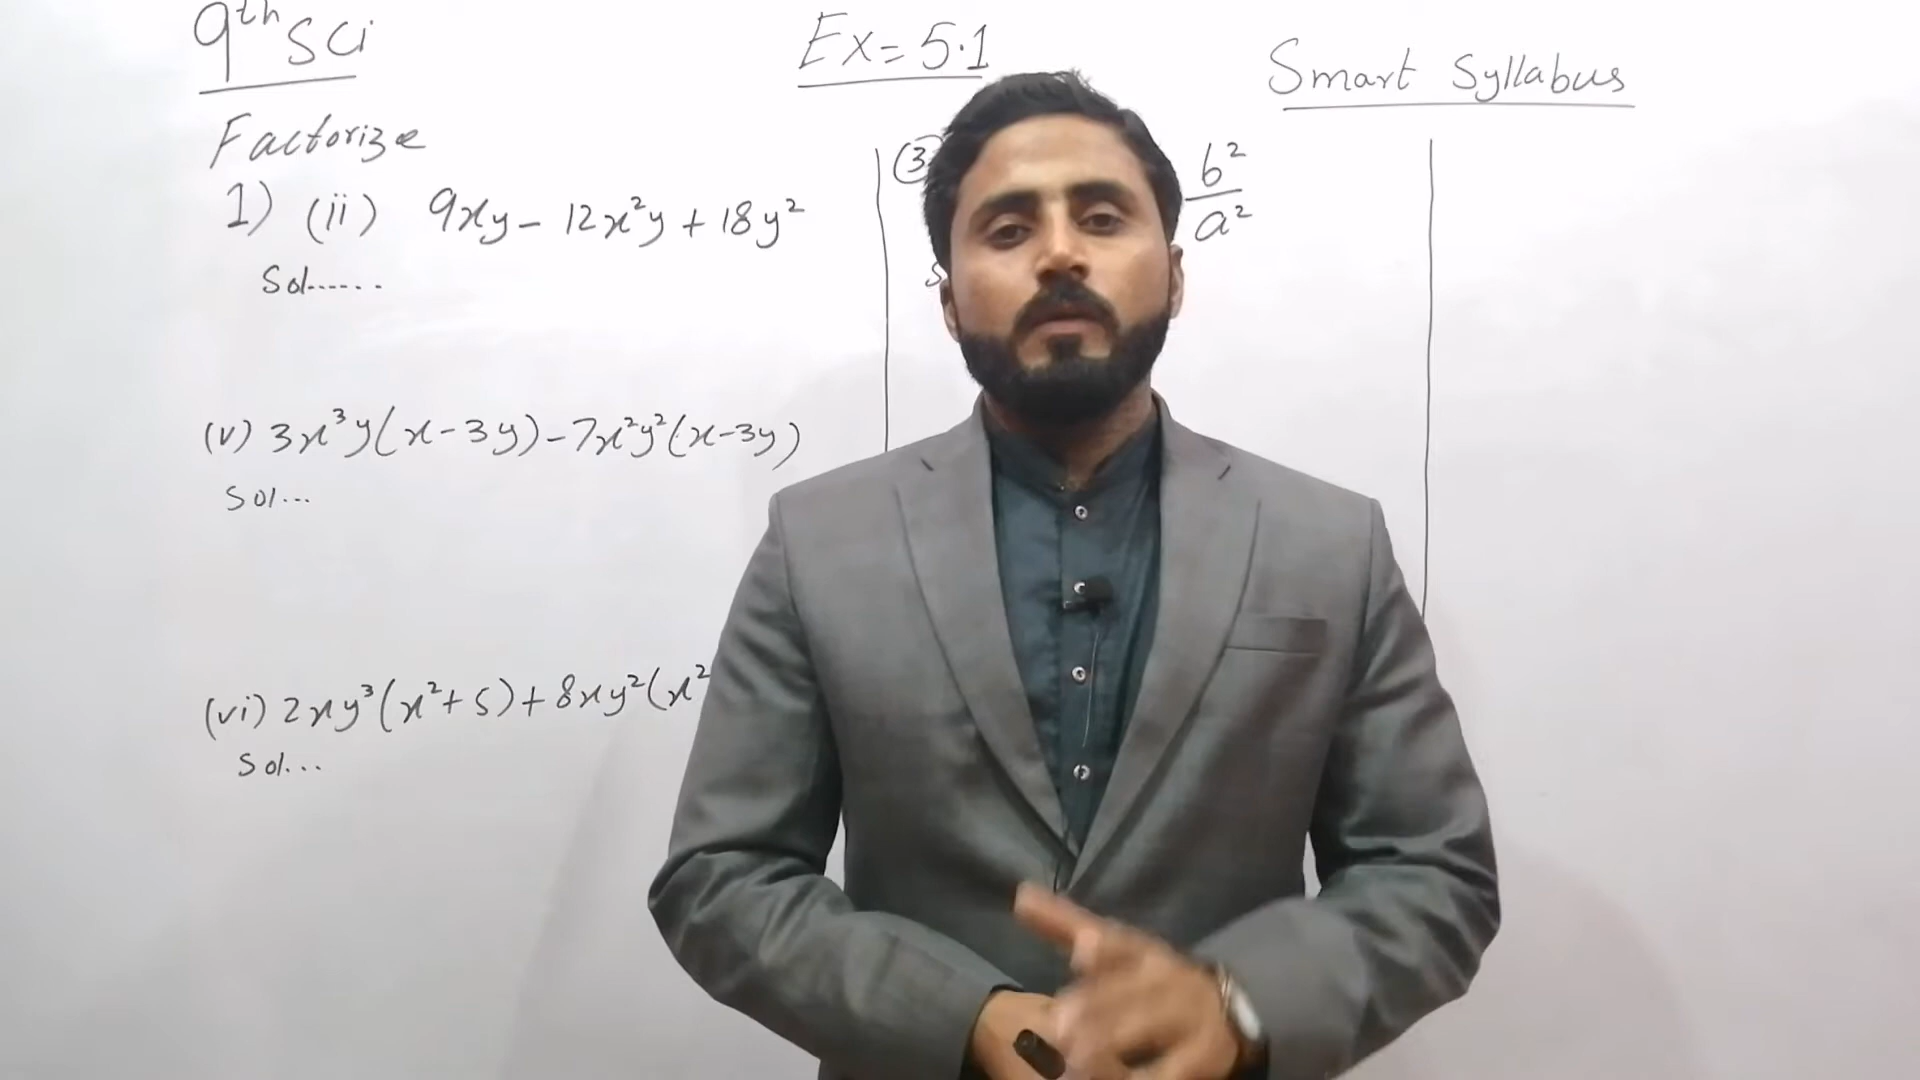 9th Sci
Ex = 5.1
Smart Syllabus
Factorize
1) (ii) 9xy - 12x²y + 18y²
Sol......
(v) 3x³y(x-3y) - 7x²y²(x-3y)
Sol...
(vi) 2xy³(x²+5) + 8xy²(x²
Sol...
(3
b²
a²